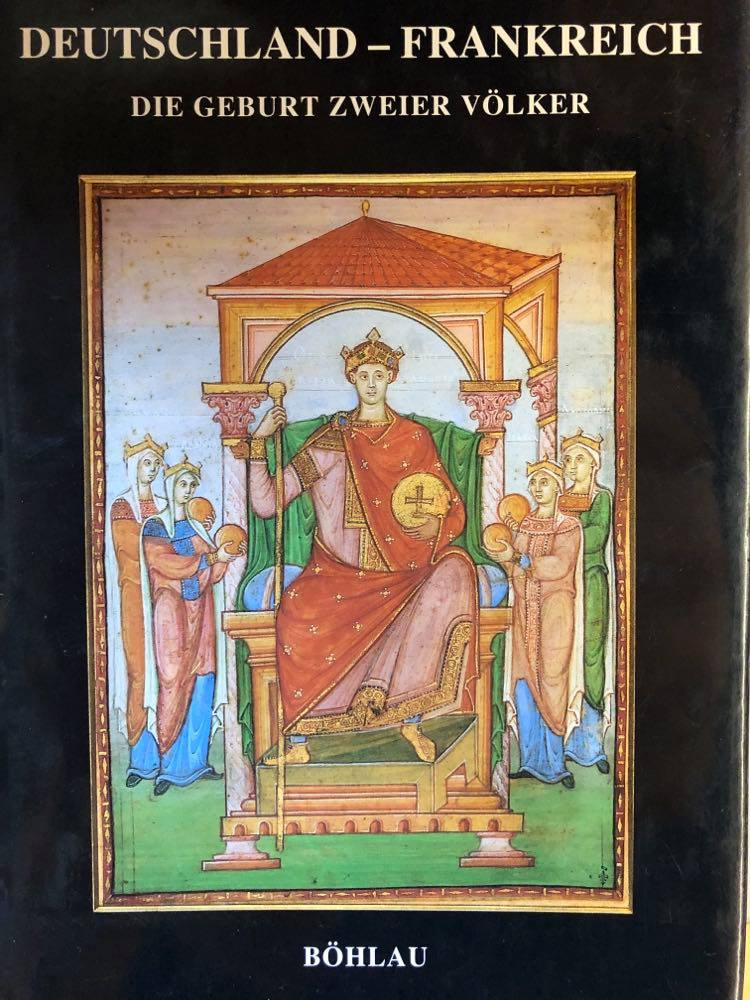 DEUTSCHLAND – FRANKREICH
DIE GEBURT ZWEIER VÖLKER
BÖHLAU